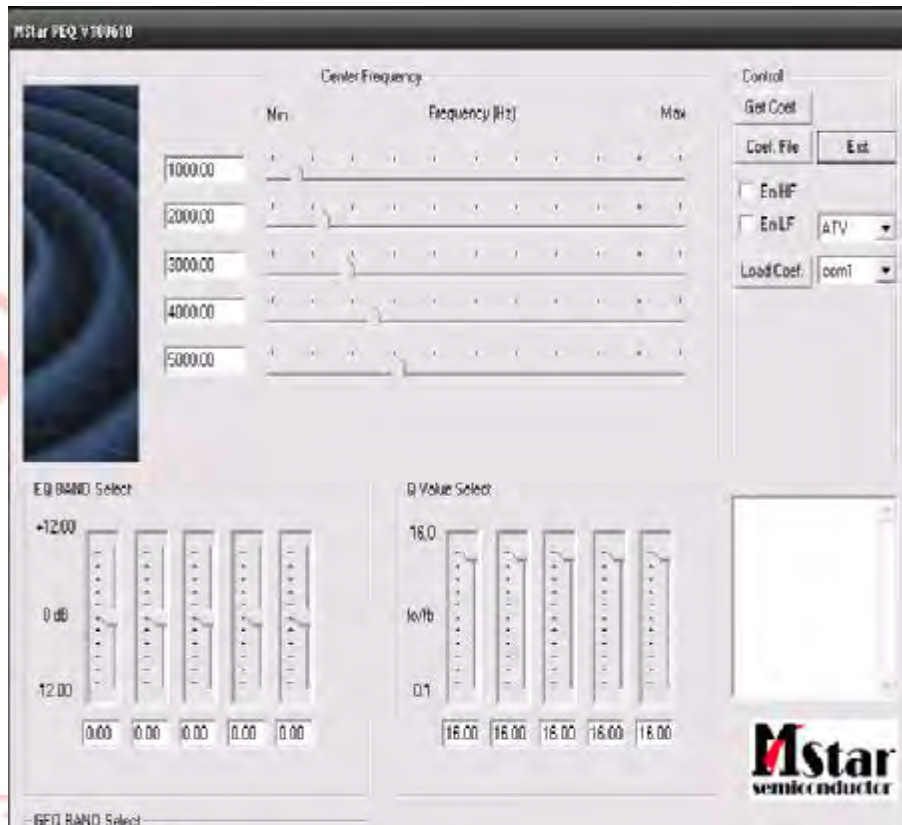 MStar PEQ V100610
Center Frequency
Min Frequency (Hz) Max
1000.00
2000.00
3000.00
4000.00
5000.00
Control
Get Coef
Coef. File Exit
En HF
En LF ATV
Load Coef. com1
EQ BAND Select
+12.00
0 dB
-12.00
0.00 0.00 0.00 0.00 0.00
Q Value Select
16.0
fo/fb
0.1
16.00 16.00 16.00 16.00 16.00
MStar
semiconductor
GEQ BAND Select